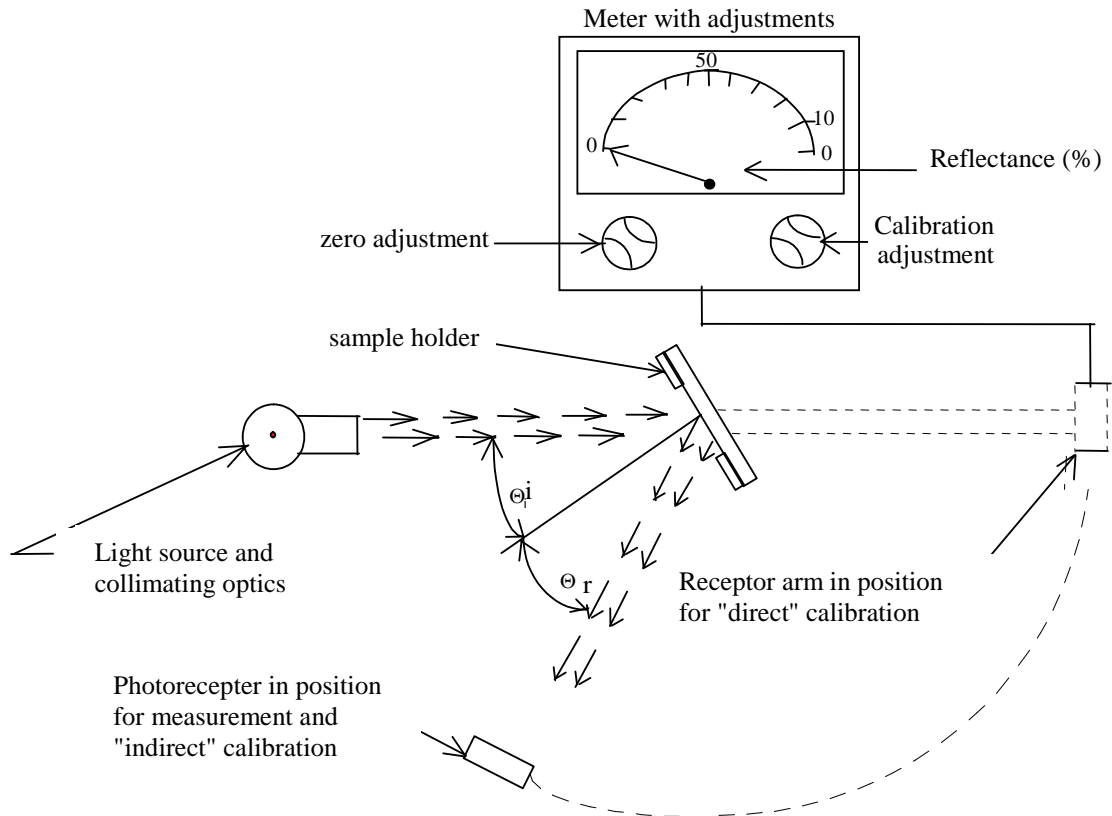 Meter with adjustments
50
0
10
0
Reflectance (%)
zero adjustment
Calibration
adjustment
sample holder
Θi
Θ r
Light source and
collimating optics
Receptor arm in position
for "direct" calibration
Photorecepter in position
for measurement and
"indirect" calibration